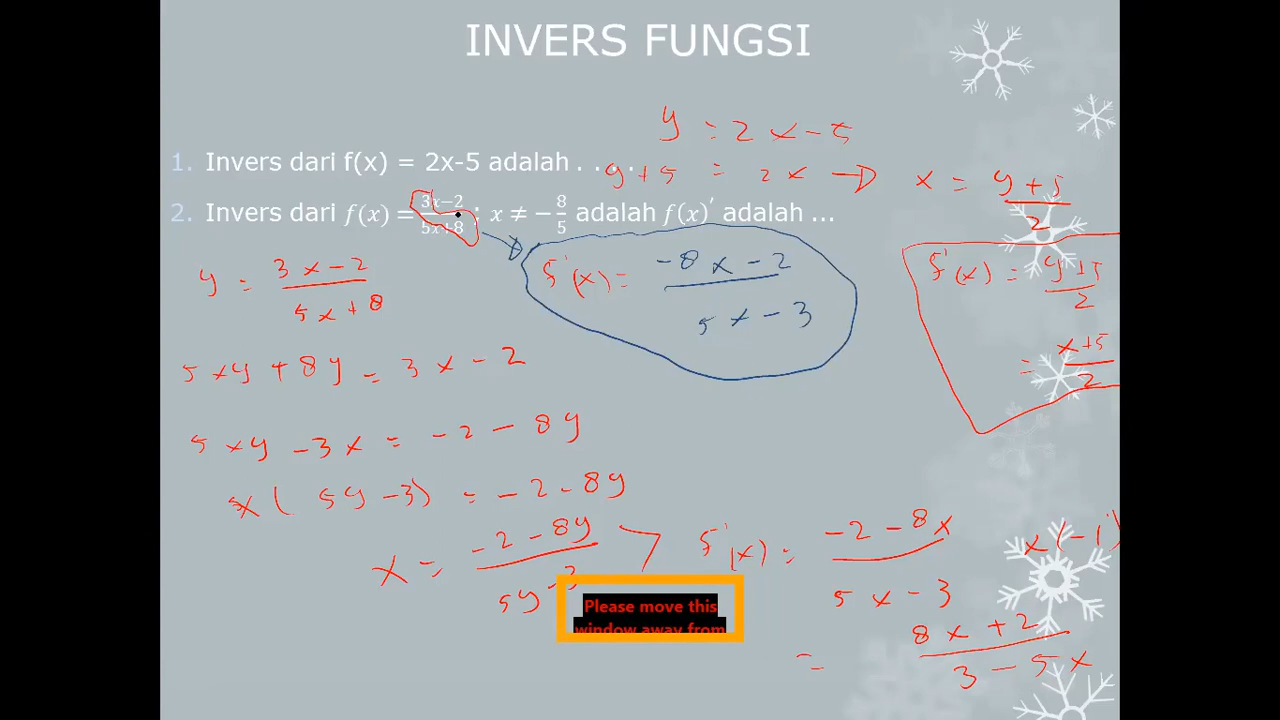 INVERS FUNGSI
y = 2x-5
1. Invers dari f(x) = 2x-5 adalah . . . .
y+5 = 2x → x = y+5/2
2. Invers dari f(x) = 3x−2/5x+8 ; x ≠ −8/5 adalah f(x)′ adalah ...
y = 3x-2/5x+8
f'(x) = -8x-2/5x-3
f'(x) = y+5/2
= x+5/2
5xy + 8y = 3x - 2
5xy - 3x = -2 - 8y
x ( 5y - 3) = -2 - 8y
x = -2 - 8y/5y-3
f'(x) = -2 - 8x/5x-3
x(-1)
= 8x+2/3-5x
Please move this
window away from